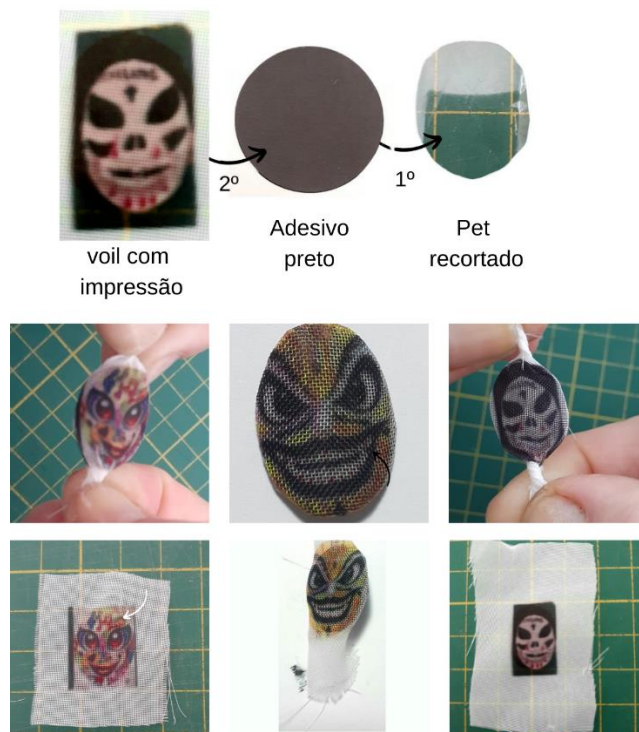 2º
1º
voil com
impressão
Adesivo
preto
Pet
recortado